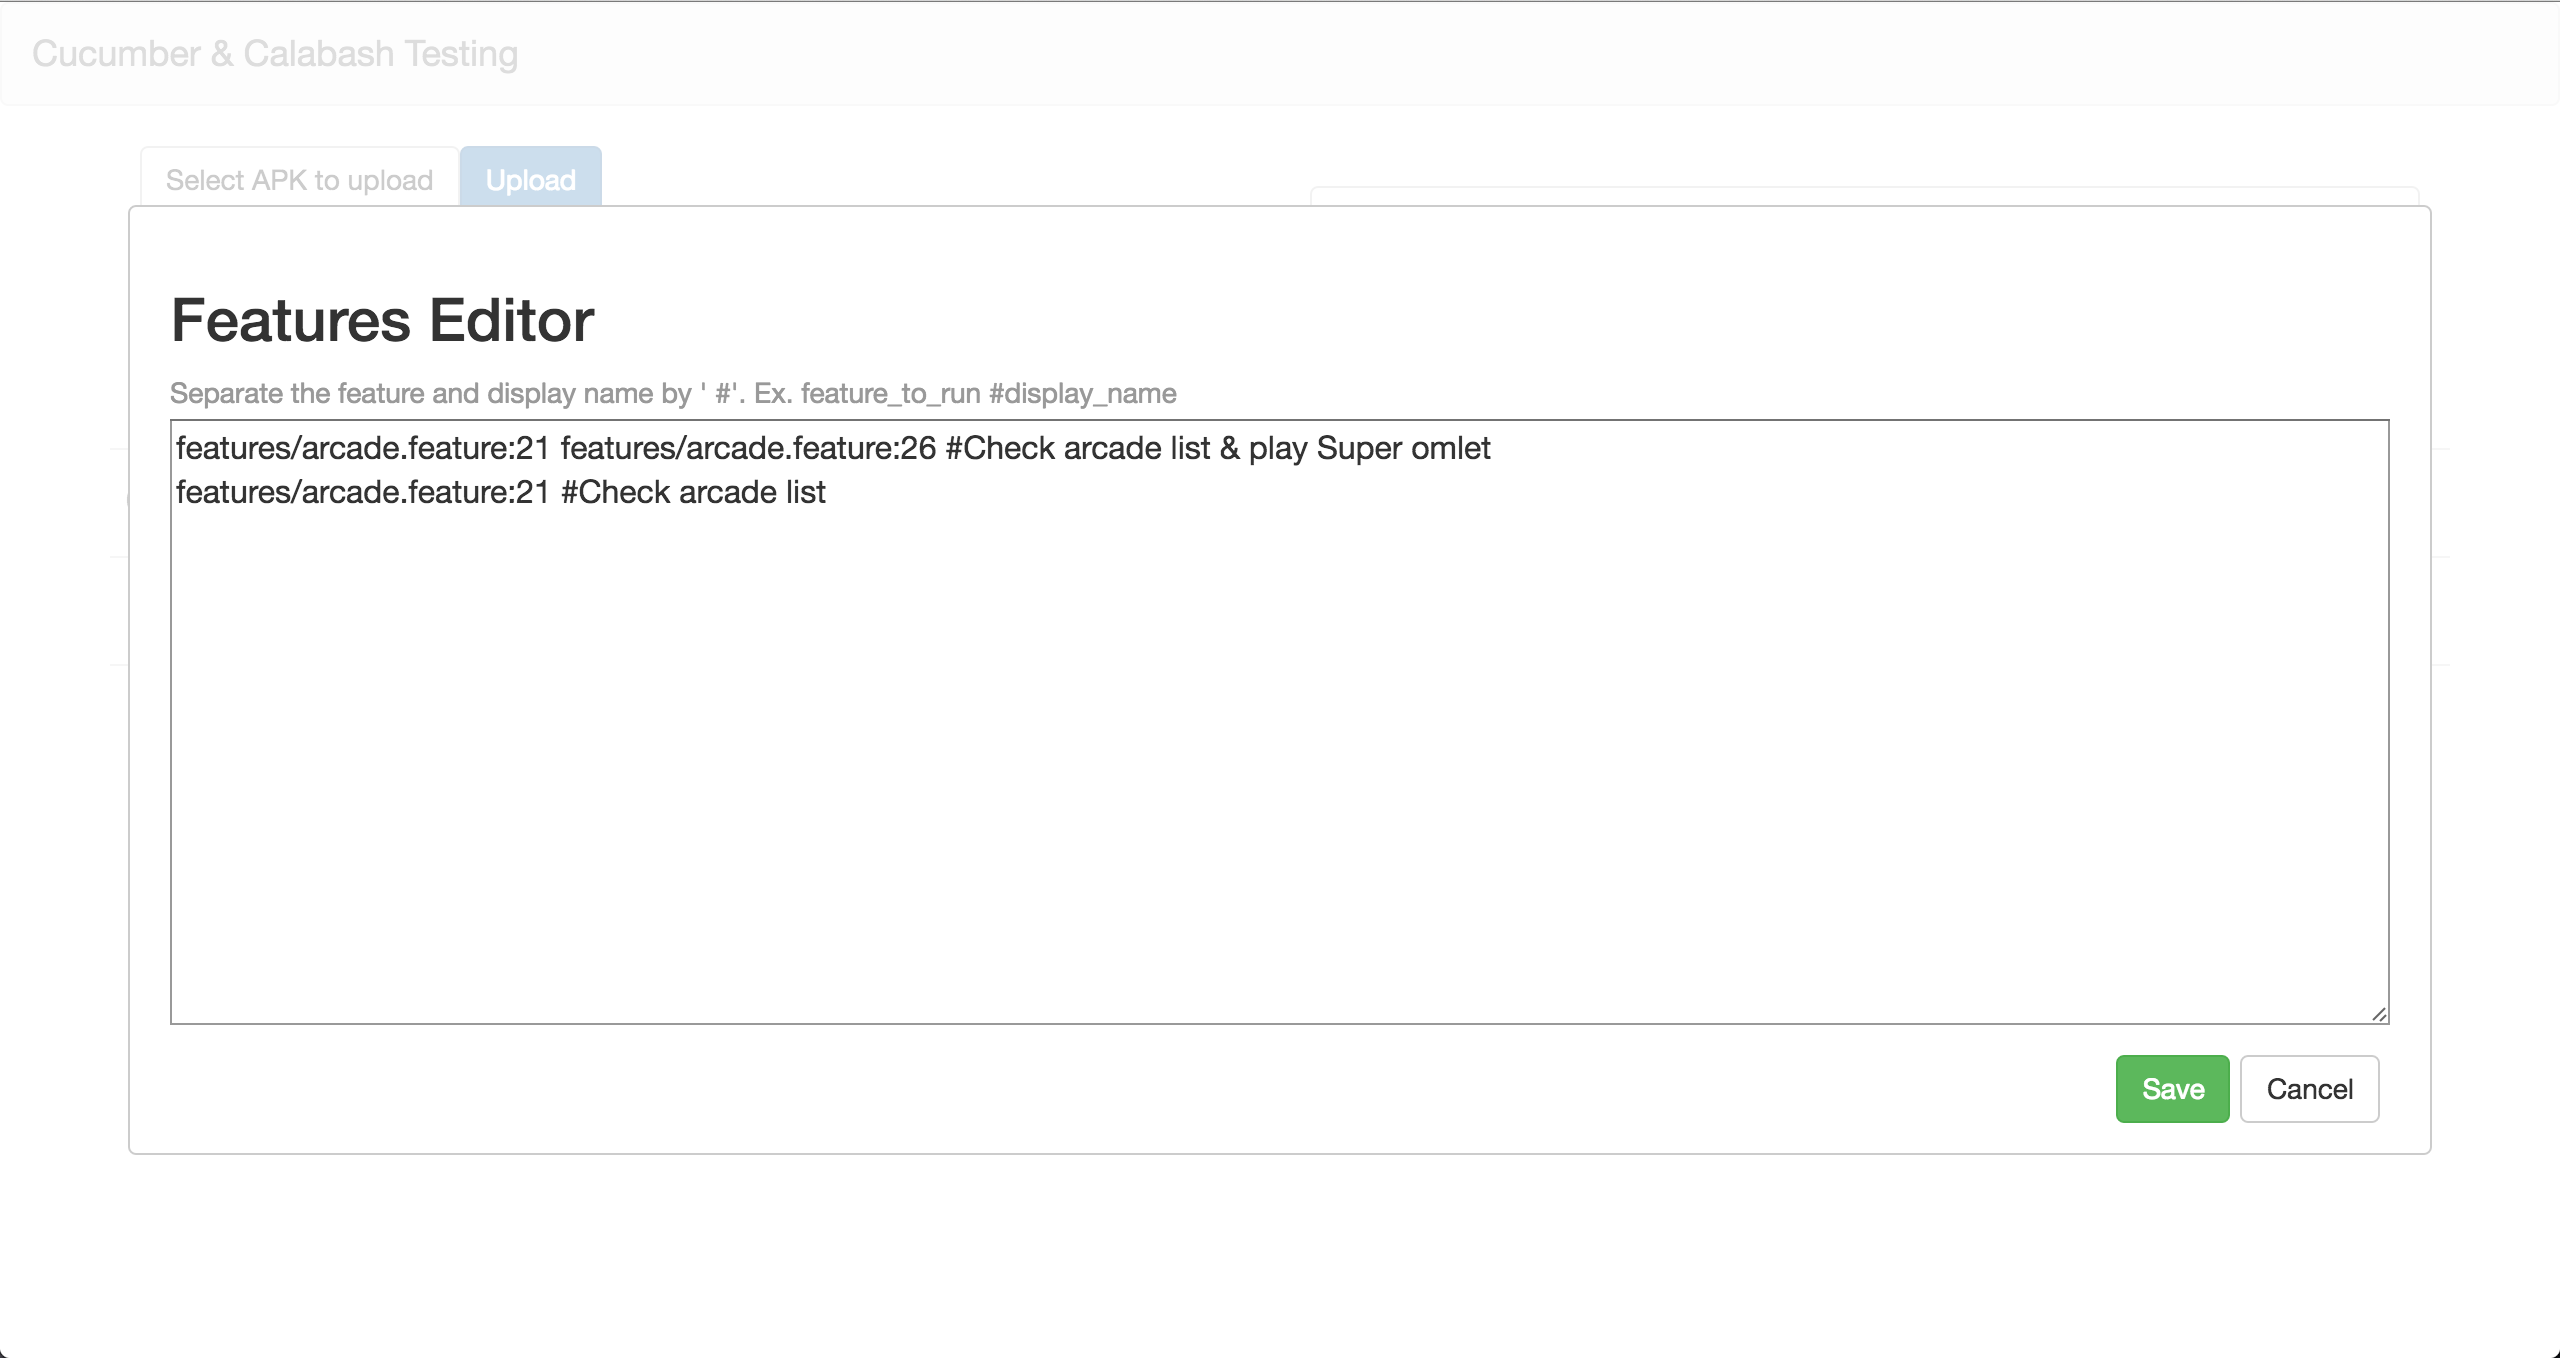 Cucumber & Calabash Testing
Select APK to upload
Upload
Features Editor
Separate the feature and display name by ' #'. Ex. feature_to_run #display_name
features/arcade.feature:21 features/arcade.feature:26 #Check arcade list & play Super omlet
features/arcade.feature:21 #Check arcade list
Save
Cancel